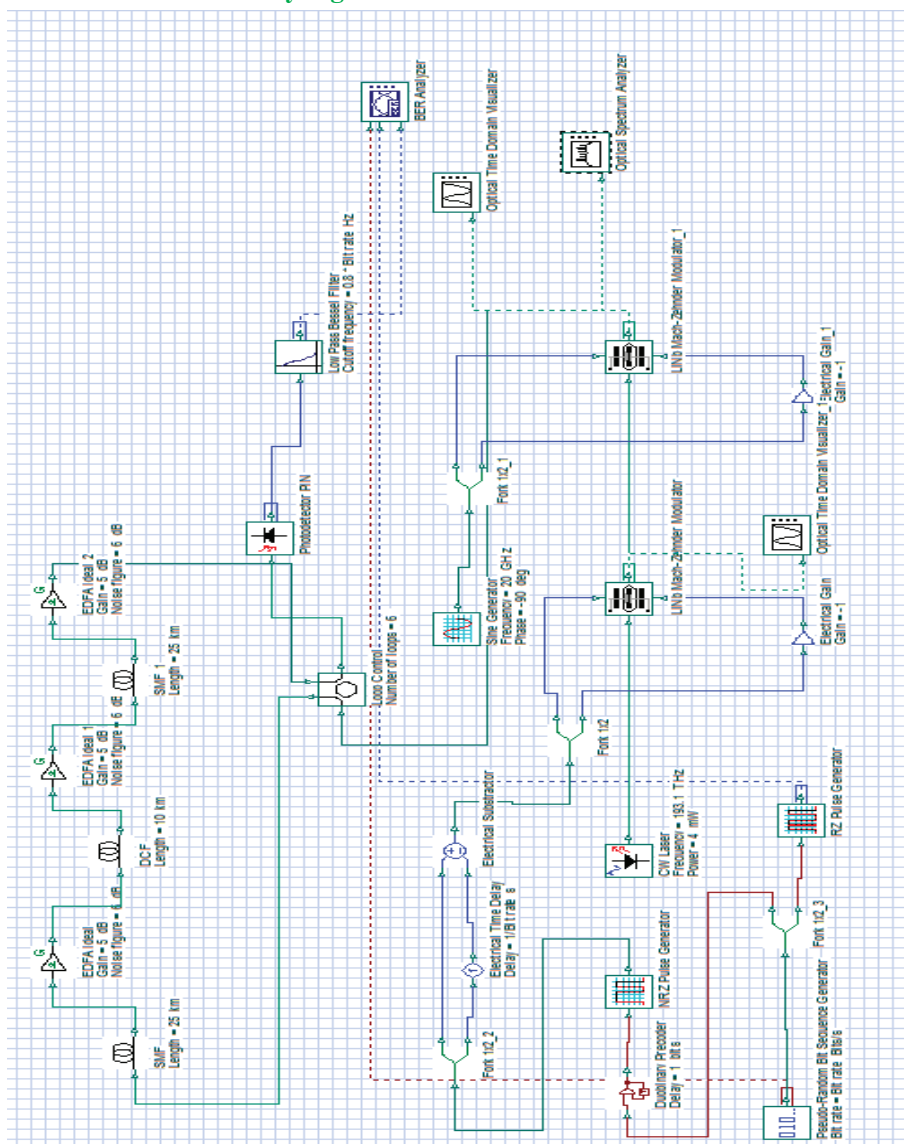 SMF
Length = 25 km
EDFA Ideal
Gain = 5 dB
Noise figure = 6 dB
DCF
Length = 10 km
EDFA Ideal 1
Gain = 5 dB
Noise figure = 6 dB
SMF 1
Length = 25 km
EDFA Ideal 2
Gain = 5 dB
Noise figure = 6 dB
Loop Control
Number of loops = 6
Photodetector PIN
Low Pass Bessel Filter
Cutoff frequency = 0.8 * Bit rate Hz
BER Analyzer
Fork 1x2_2
Electrical Time Delay
Delay = 1/Bit rate s
Electrical Substractor
Sine Generator
Frequency = 20 GHz
Phase = -90 deg
Fork 1x2_1
Optical Time Domain Visualizer
Optical Spectrum Analyzer
Duobinary Precoder
Delay = 1 bit s
NRZ Pulse Generator
CW Laser
Frequency = 193.1 THz
Power = 4 mW
Fork 1x2
LiNb Mach-Zehnder Modulator
LiNb Mach-Zehnder Modulator_1
Pseudo-Random Bit Sequence Generator
Bit rate = Bit rate Bits/s
010...
Fork 1x2_3
RZ Pulse Generator
Electrical Gain
Gain = -1
Optical Time Domain Visualizer_1
Electrical Gain_1
Gain = -1